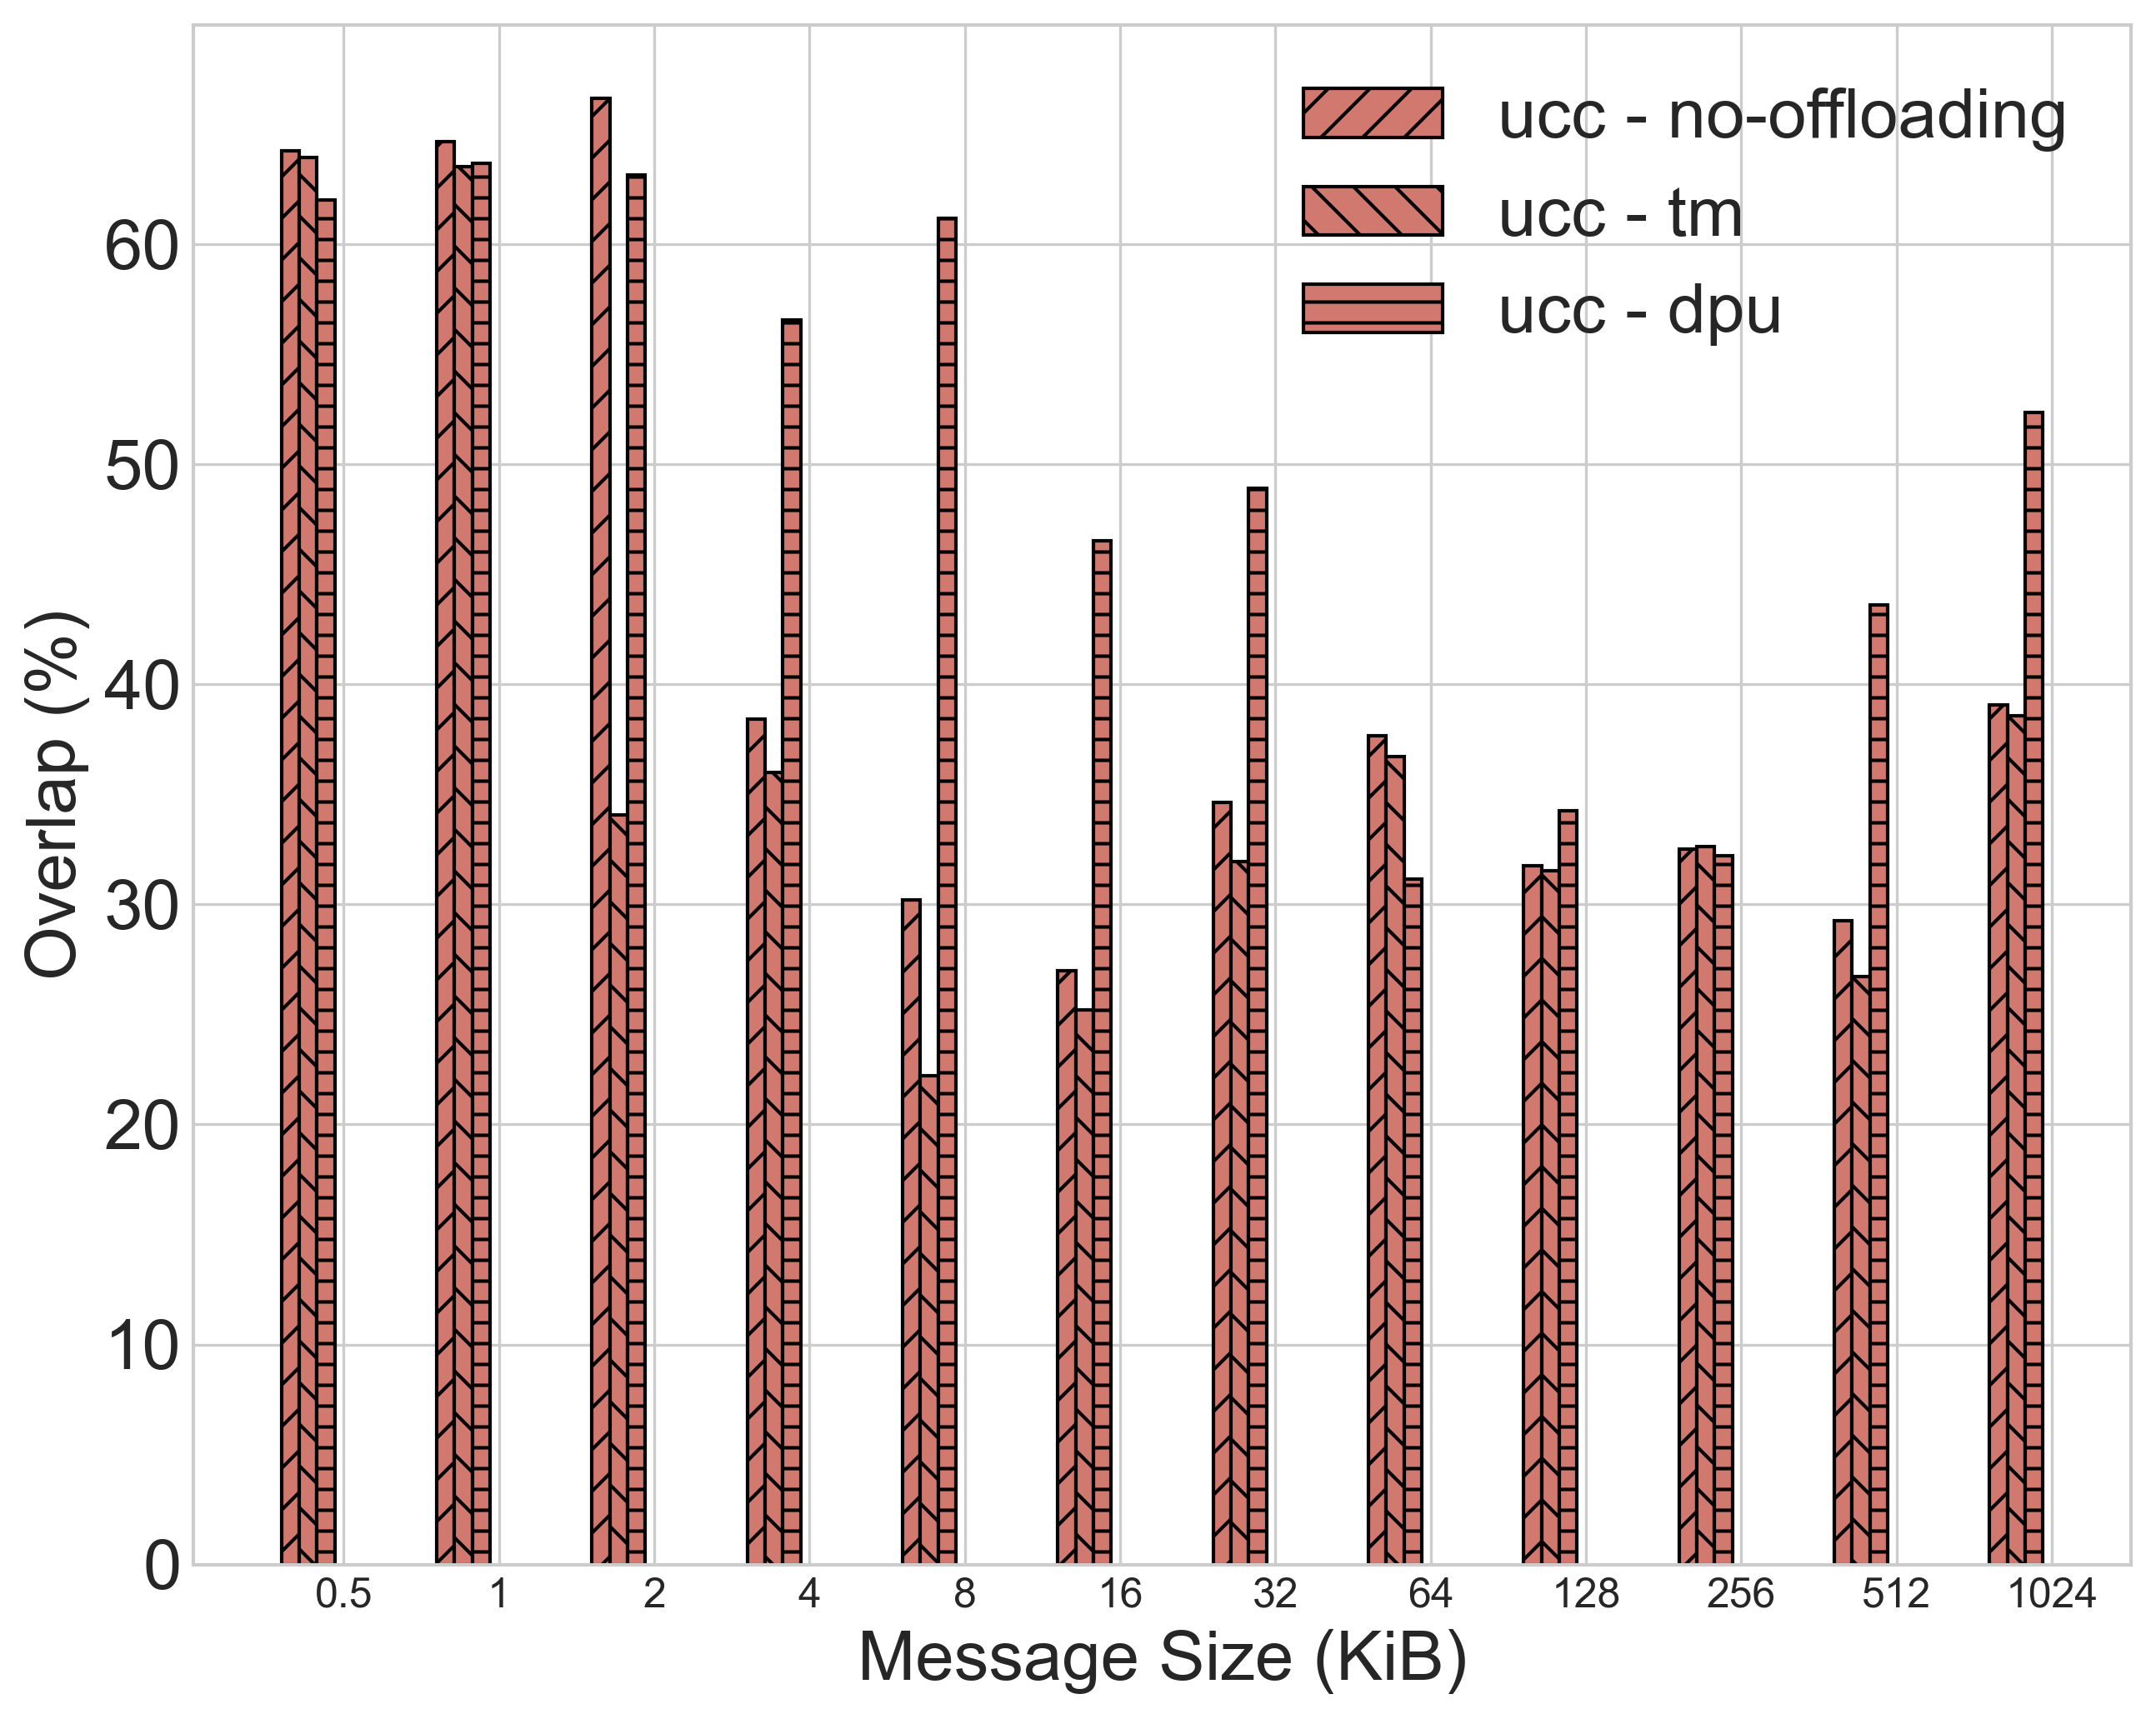 ucc - no-offloading
ucc - tm
ucc - dpu
Overlap (%)
60
50
40
30
20
10
0
0.5 1 2 4 8 16 32 64 128 256 512 1024
Message Size (KiB)